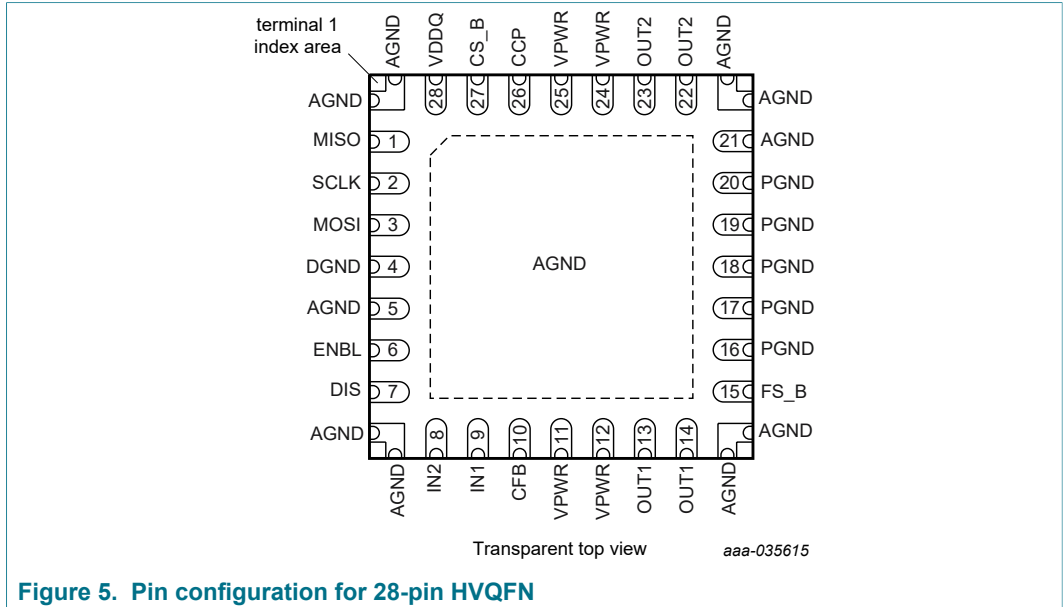 terminal 1
index area
AGND
VDDQ
CS_B
CCP
VPWR
VPWR
OUT2
OUT2
AGND
28
27
26
25
24
23
22
AGND
AGND
MISO 1
21 AGND
SCLK 2
20 PGND
MOSI 3
19 PGND
DGND 4
AGND
18 PGND
AGND 5
17 PGND
ENBL 6
16 PGND
DIS 7
15 FS_B
AGND
AGND
8
9
10
11
12
13
14
AGND
IN2
IN1
CFB
VPWR
VPWR
OUT1
OUT1
AGND
Transparent top view
aaa-035615
Figure 5. Pin configuration for 28-pin HVQFN